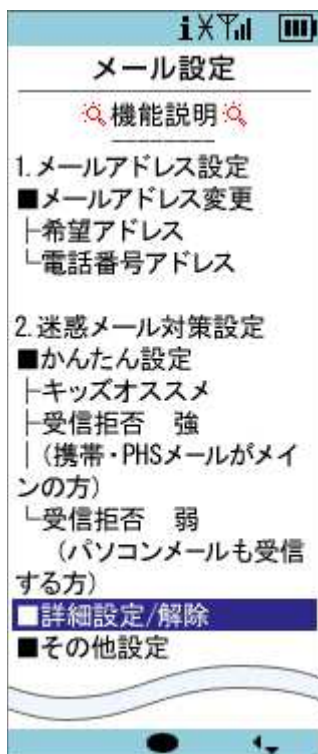 メール設定
機能説明
1.メールアドレス設定
■メールアドレス変更
├希望アドレス
└電話番号アドレス
2.迷惑メール対策設定
■かんたん設定
├キッズオススメ
├受信拒否　強
│(携帯・PHSメールがメイ
ンの方)
└受信拒否　弱
(パソコンメールも受信
する方)
■詳細設定/解除
■その他設定